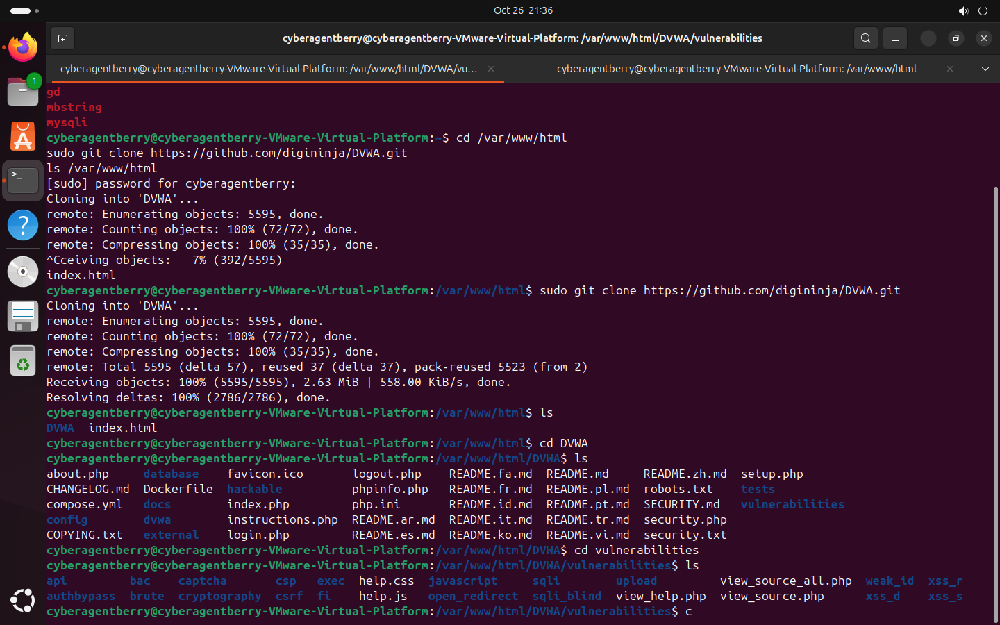 Oct 26 21:36
cyberagentberry@cyberagentberry-VMware-Virtual-Platform: /var/www/html/DVWA/vulnerabilities
cyberagentberry@cyberagentberry-VMware-Virtual-Platform: /var/www/html/DVWA/vu...
cyberagentberry@cyberagentberry-VMware-Virtual-Platform: /var/www/html
1
gd
mbstring
mysqli
cyberagentberry@cyberagentberry-VMware-Virtual-Platform:~$ cd /var/www/html
sudo git clone https://github.com/digininja/DVWA.git
ls /var/www/html
[sudo] password for cyberagentberry:
Cloning into 'DVWA'...
remote: Enumerating objects: 5595, done.
remote: Counting objects: 100% (72/72), done.
remote: Compressing objects: 100% (35/35), done.
^Cceiving objects:   7% (392/5595)
index.html
cyberagentberry@cyberagentberry-VMware-Virtual-Platform:/var/www/html$ sudo git clone https://github.com/digininja/DVWA.git
Cloning into 'DVWA'...
remote: Enumerating objects: 5595, done.
remote: Counting objects: 100% (72/72), done.
remote: Compressing objects: 100% (35/35), done.
remote: Total 5595 (delta 57), reused 37 (delta 37), pack-reused 5523 (from 2)
Receiving objects: 100% (5595/5595), 2.63 MiB | 558.00 KiB/s, done.
Resolving deltas: 100% (2786/2786), done.
cyberagentberry@cyberagentberry-VMware-Virtual-Platform:/var/www/html$ ls
DVWA  index.html
cyberagentberry@cyberagentberry-VMware-Virtual-Platform:/var/www/html$ cd DVWA
cyberagentberry@cyberagentberry-VMware-Virtual-Platform:/var/www/html/DVWA$ ls
about.php     database    favicon.ico       logout.php    README.fa.md  README.md     README.zh.md  setup.php
CHANGELOG.md  Dockerfile  hackable          phpinfo.php   README.fr.md  README.pl.md  robots.txt    tests
compose.yml   docs        index.php         php.ini       README.id.md  README.pt.md  SECURITY.md   vulnerabilities
config        dvwa        instructions.php  README.ar.md  README.it.md  README.tr.md  security.php
COPYING.txt   external    login.php         README.es.md  README.ko.md  README.vi.md  security.txt
cyberagentberry@cyberagentberry-VMware-Virtual-Platform:/var/www/html/DVWA$ cd vulnerabilities
cyberagentberry@cyberagentberry-VMware-Virtual-Platform:/var/www/html/DVWA/vulnerabilities$ ls
api         bac    captcha       csp   exec  help.css  javascript     sqli        upload         view_source_all.php  weak_id  xss_r
authbypass  brute  cryptography  csrf  fi    help.js   open_redirect  sqli_blind  view_help.php  view_source.php      xss_d    xss_s
cyberagentberry@cyberagentberry-VMware-Virtual-Platform:/var/www/html/DVWA/vulnerabilities$ c